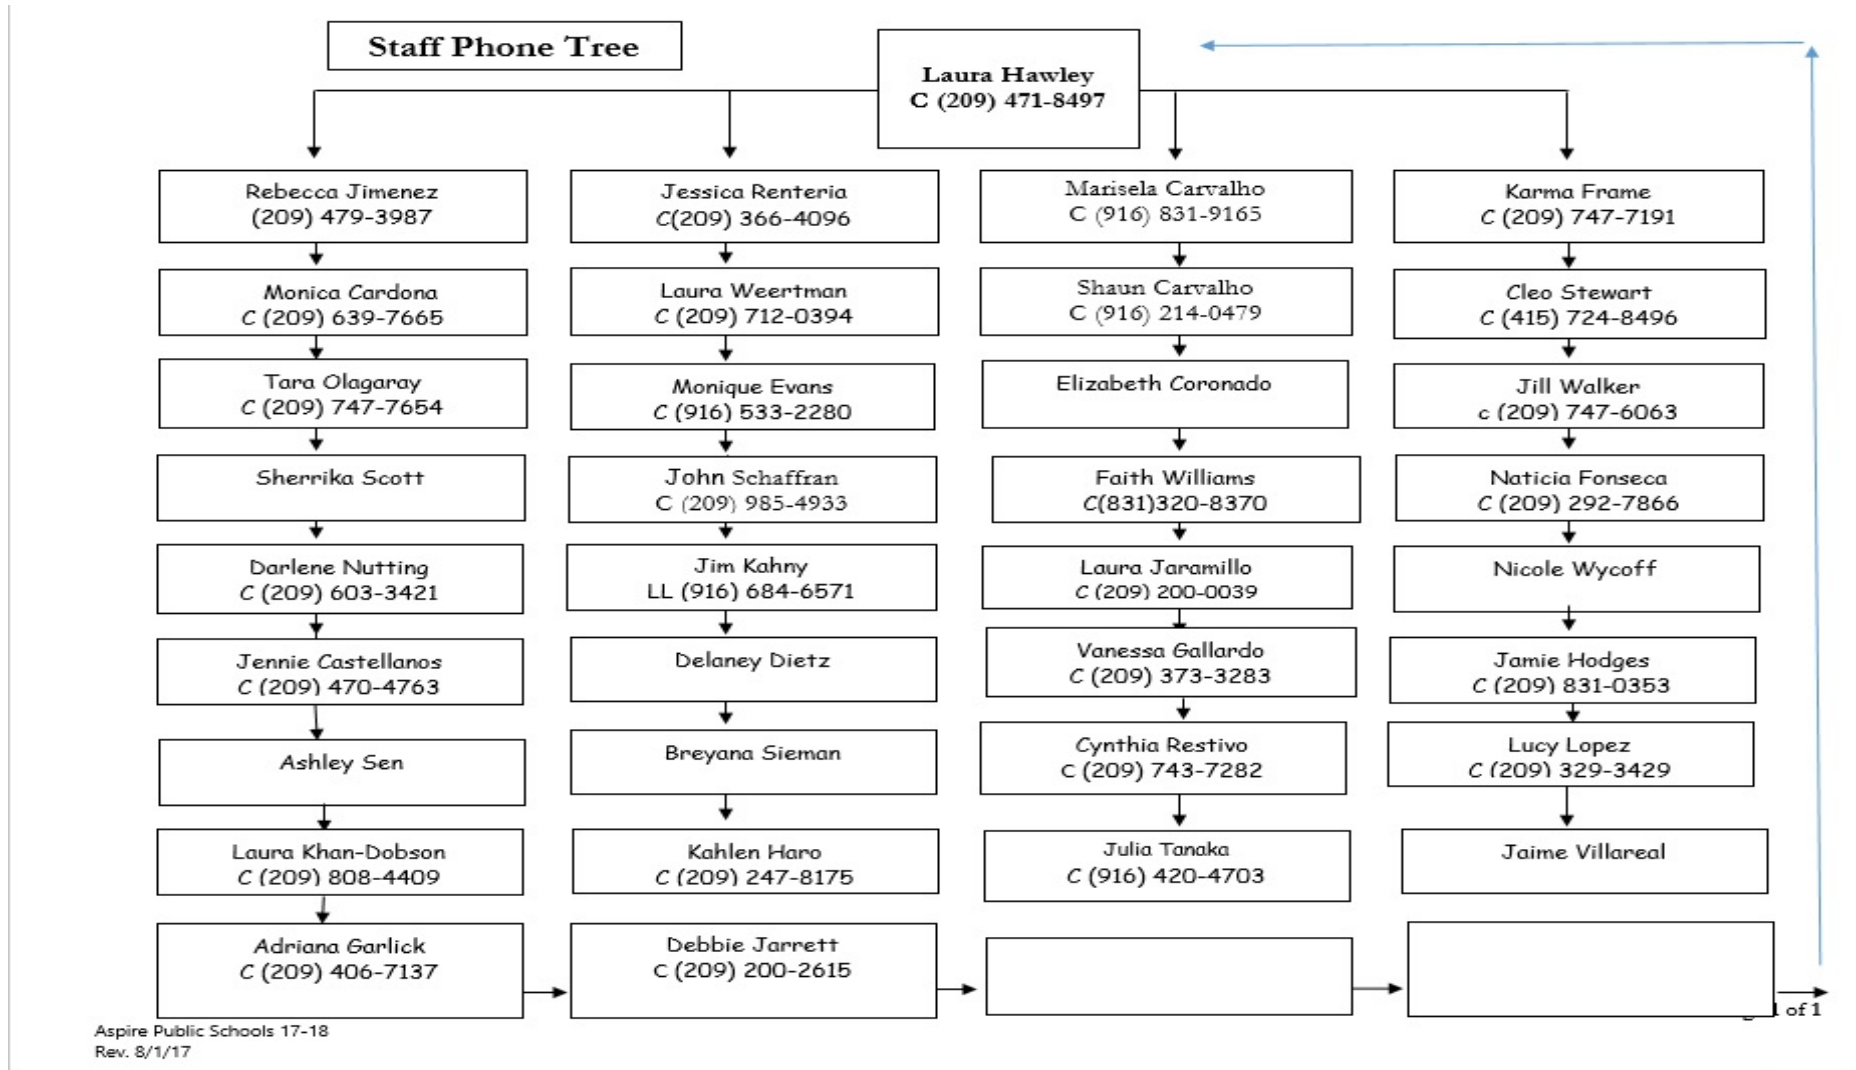 Staff Phone Tree
Laura Hawley
C (209) 471-8497
Rebecca Jimenez
(209) 479-3987
Jessica Renteria
C(209) 366-4096
Marisela Carvalho
C (916) 831-9165
Karma Frame
C (209) 747-7191
Monica Cardona
C (209) 639-7665
Laura Weertman
C (209) 712-0394
Shaun Carvalho
C (916) 214-0479
Cleo Stewart
C (415) 724-8496
Tara Olagaray
C (209) 747-7654
Monique Evans
C (916) 533-2280
Elizabeth Coronado
Jill Walker
c (209) 747-6063
Sherrika Scott
John Schaffran
C (209) 985-4933
Faith Williams
C(831)320-8370
Naticia Fonseca
C (209) 292-7866
Darlene Nutting
C (209) 603-3421
Jim Kahny
LL (916) 684-6571
Laura Jaramillo
C (209) 200-0039
Nicole Wycoff
Jennie Castellanos
C (209) 470-4763
Delaney Dietz
Vanessa Gallardo
C (209) 373-3283
Jamie Hodges
C (209) 831-0353
Ashley Sen
Breyana Sieman
Cynthia Restivo
C (209) 743-7282
Lucy Lopez
C (209) 329-3429
Laura Khan-Dobson
C (209) 808-4409
Kahlen Haro
C (209) 247-8175
Julia Tanaka
C (916) 420-4703
Jaime Villareal
Adriana Garlick
C (209) 406-7137
Debbie Jarrett
C (209) 200-2615
1 of 1
Aspire Public Schools 17-18
Rev. 8/1/17